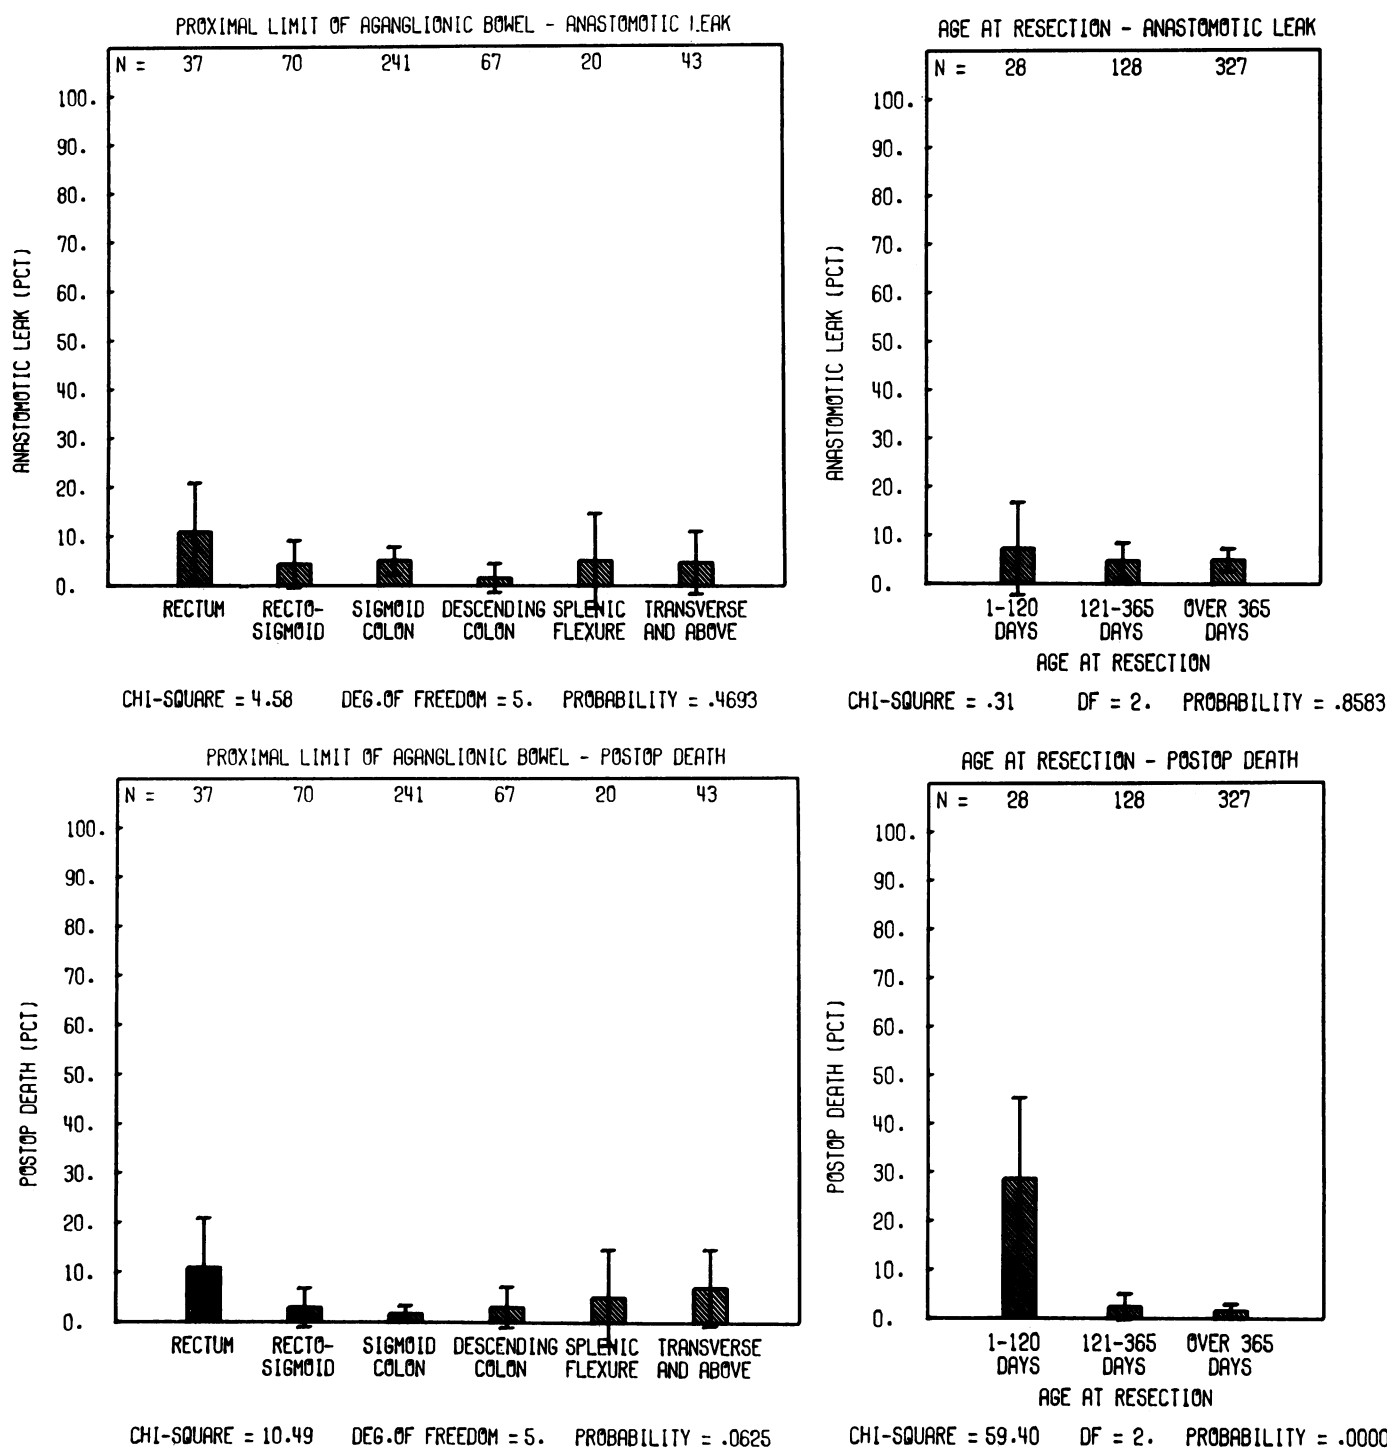 PROXIMAL LIMIT OF AGANGLIONIC BOWEL - ANASTOMOTIC LEAK
N = 37 70 241 67 20 43
100.
90.
80.
70.
60.
50.
40.
30.
20.
10.
0.
ANASTOMOTIC LEAK (PCT)
RECTUM RECTO- SIGMOID DESCENDING SPLENIC TRANSVERSE
SIGMOID COLON COLON FLEXURE AND ABOVE
CHI-SQUARE = 4.58 DEG.OF FREEDOM = 5. PROBABILITY = .4693
AGE AT RESECTION - ANASTOMOTIC LEAK
N = 28 128 327
100.
90.
80.
70.
60.
50.
40.
30.
20.
10.
0.
ANASTOMOTIC LEAK (PCT)
1-120 121-365 OVER 365
DAYS DAYS DAYS
AGE AT RESECTION
CHI-SQUARE = .31 DF = 2. PROBABILITY = .8583
PROXIMAL LIMIT OF AGANGLIONIC BOWEL - POSTOP DEATH
N = 37 70 241 67 20 43
100.
90.
80.
70.
60.
50.
40.
30.
20.
10.
0.
POSTOP DEATH (PCT)
RECTUM RECTO- SIGMOID DESCENDING SPLENIC TRANSVERSE
SIGMOID COLON COLON FLEXURE AND ABOVE
CHI-SQUARE = 10.49 DEG.OF FREEDOM = 5. PROBABILITY = .0625
AGE AT RESECTION - POSTOP DEATH
N = 28 128 327
100.
90.
80.
70.
60.
50.
40.
30.
20.
10.
0.
POSTOP DEATH (PCT)
1-120 121-365 OVER 365
DAYS DAYS DAYS
AGE AT RESECTION
CHI-SQUARE = 59.40 DF = 2. PROBABILITY = .0000